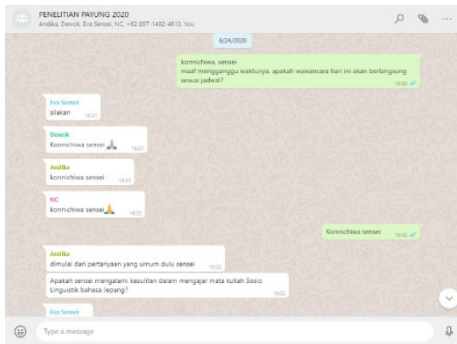 PENELITIAN PAYUNG 2020
Andika, Dewok, Eva Sensei, NC, +62 857-1492-4913, You
6/24/2020
konnichiwa, sensei
maaf mengganggu waktunya, apakah wawancara hari ini akan berlangsung
sesuai jadwal?
16:00
Eva Sensei
silakan
16:01
Dewok
Konnichiwa sensei 🙏
16:01
Andika
konnichiwa sensei
16:02
NC
konnichiwa sensei 🙏
16:02
Konnichiwa sensei
16:02
Andika
dimulai dari pertanyaan yang umum dulu sensei
16:02
Apakah sensei mengalami kesulitan dalam mengajar mata kuliah Sosio
Linguistik bahasa Jepang?
16:02
Eva Sensei
Type a message